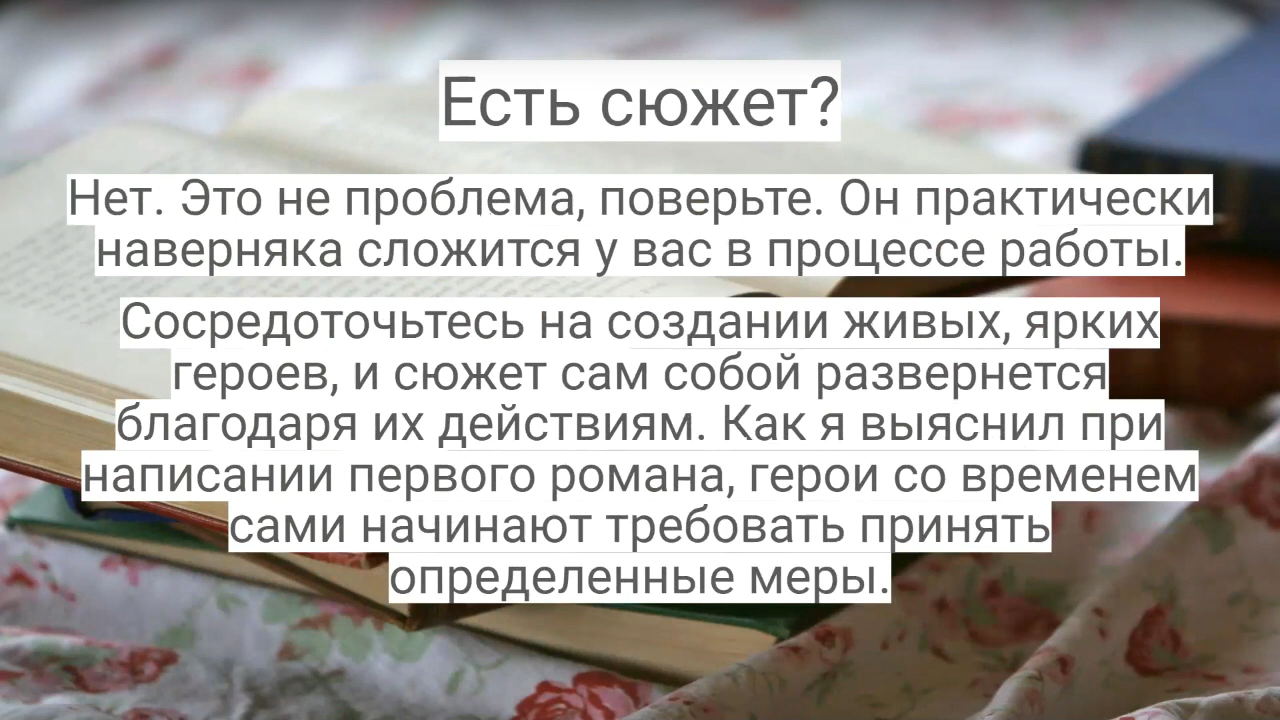 Есть сюжет?
Нет. Это не проблема, поверьте. Он практически
наверняка сложится у вас в процессе работы.
Сосредоточьтесь на создании живых, ярких
героев, и сюжет сам собой развернется
благодаря их действиям. Как я выяснил при
написании первого романа, герои со временем
сами начинают требовать принять
определенные меры.